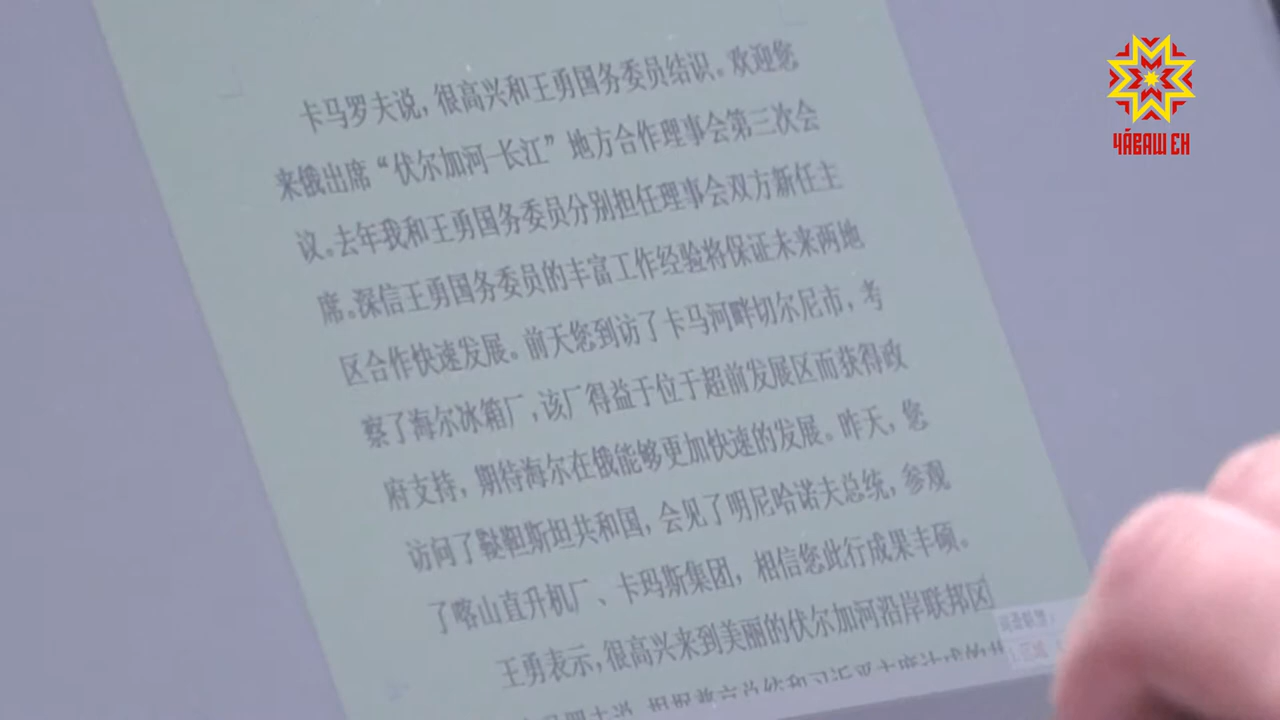 卡马罗夫说，很高兴和王勇国务委员结识。欢迎您
来俄出席“伏尔加河-长江”地方合作理事会第三次会
议。去年我和王勇国务委员分别担任理事会双方新任主
席。深信王勇国务委员的丰富工作经验将保证未来两地
区合作快速发展。前天您到访了卡马河畔切尔尼市，考
察了海尔冰箱厂，该厂得益于位于超前发展区而获得政
府支持，期待海尔在俄能够更加快速的发展。昨天，您
访问了鞑靼斯坦共和国，会见了明尼哈诺夫总统，参观
了喀山直升机厂、卡玛斯集团，相信您此行成果丰硕。
王勇表示，很高兴来到美丽的伏尔加河沿岸联邦区
ЧӐВАШ ЕН